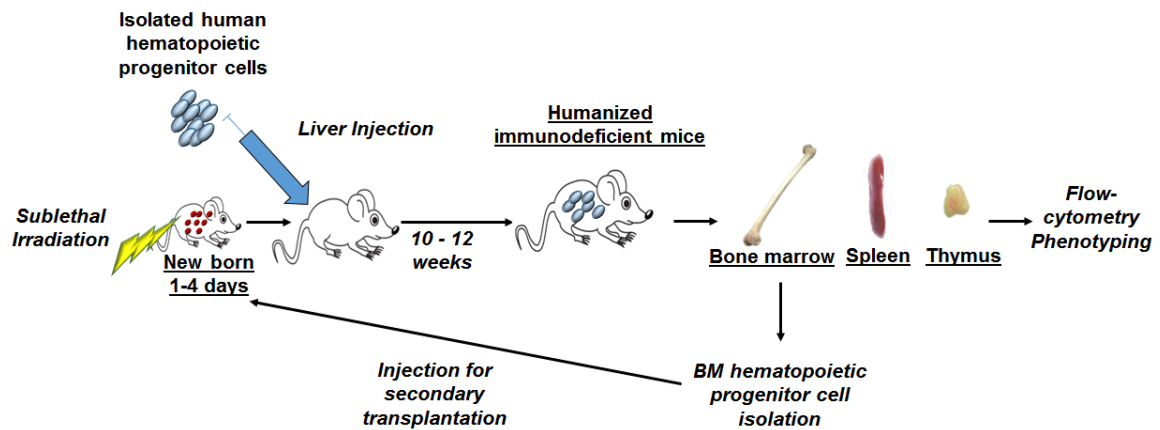 Isolated human
hematopoietic
progenitor cells
Liver Injection
Humanized
immunodeficient mice
Sublethal
Irradiation
New born
1-4 days
10 - 12
weeks
Bone marrow
Spleen
Thymus
Flow-
cytometry
Phenotyping
Injection for
secondary
transplantation
BM hematopoietic
progenitor cell
isolation